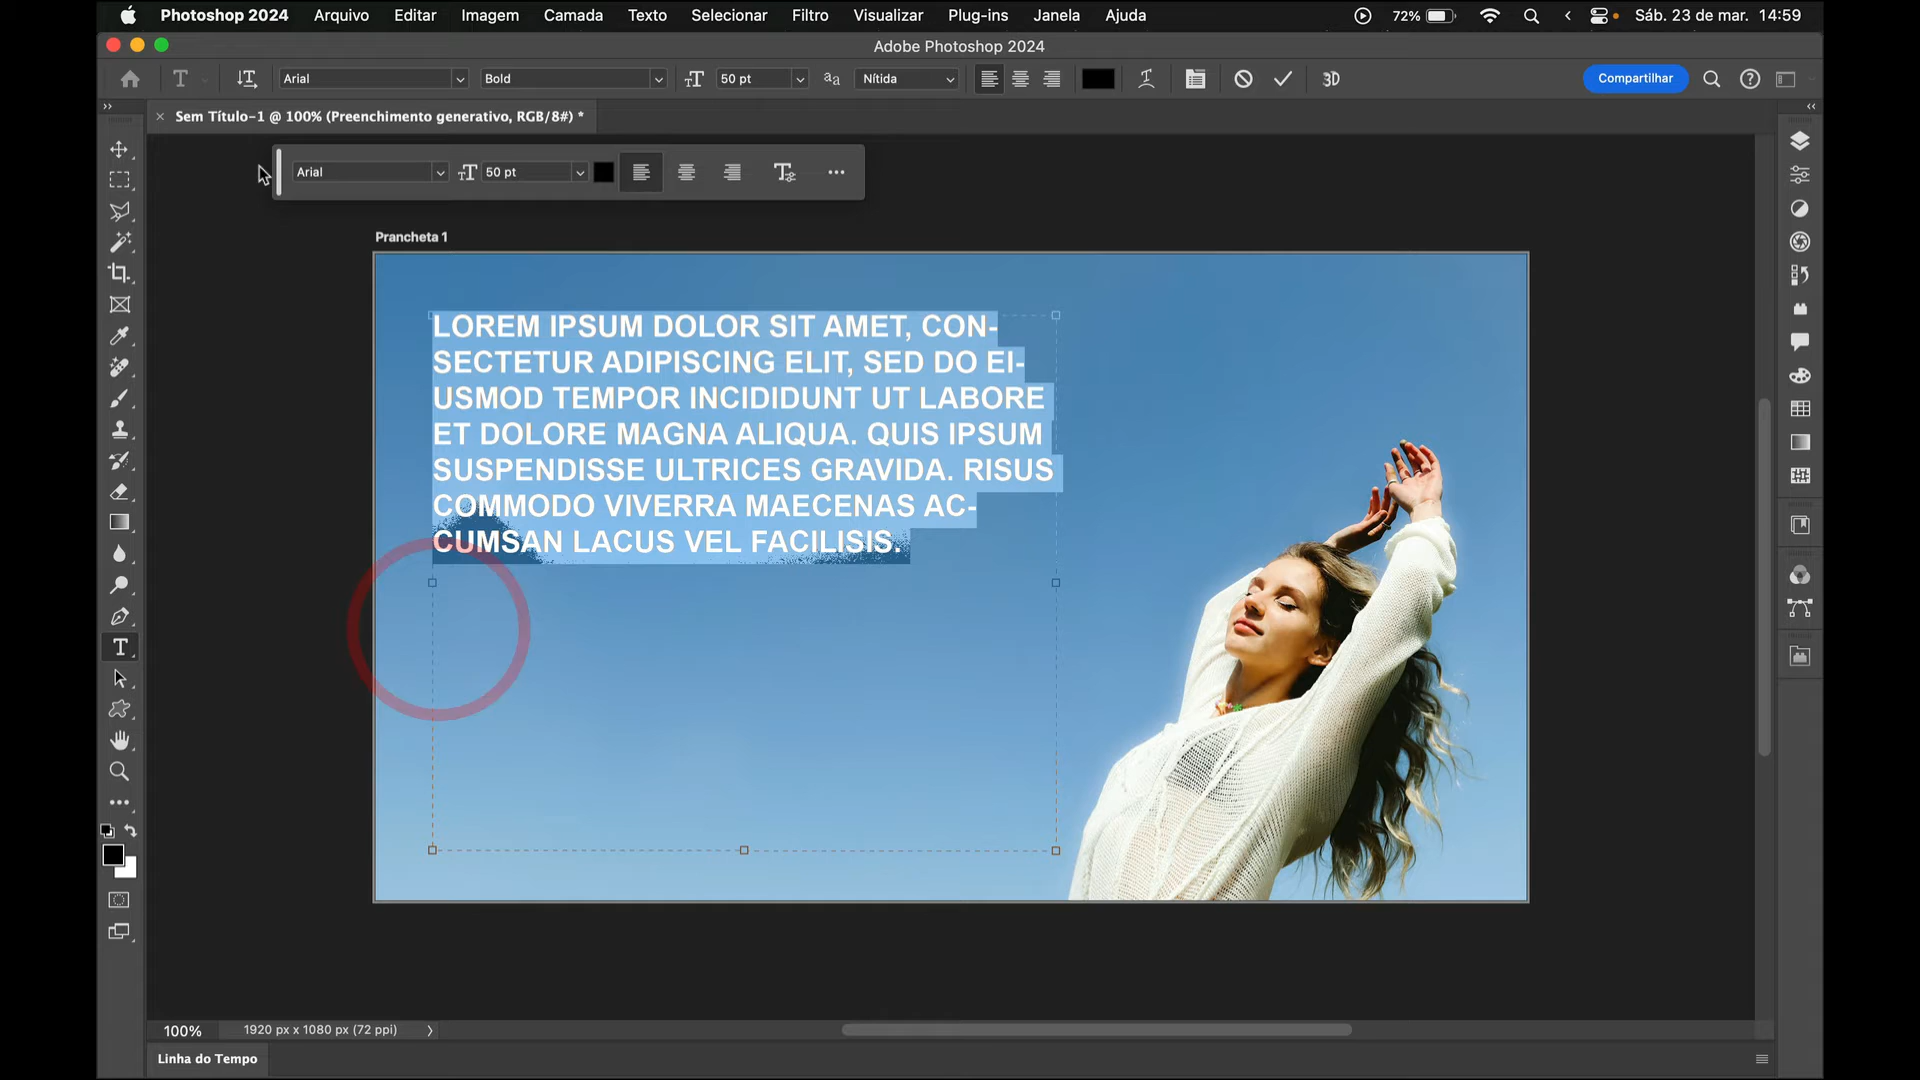 Photoshop 2024 Arquivo Editar Imagem Camada Texto Selecionar Filtro Visualizar Plug-ins Janela Ajuda 72% Sáb. 23 de mar. 14:59
Adobe Photoshop 2024
Arial Bold 50 pt aa Nítida 3D Compartilhar
Sem Título-1 @ 100% (Preenchimento generativo, RGB/8#) *
Arial 50 pt
Prancheta 1
LOREM IPSUM DOLOR SIT AMET, CON-
SECTETUR ADIPISCING ELIT, SED DO EI-
USMOD TEMPOR INCIDIDUNT UT LABORE
ET DOLORE MAGNA ALIQUA. QUIS IPSUM
SUSPENDISSE ULTRICES GRAVIDA. RISUS
COMMODO VIVERRA MAECENAS AC-
CUMSAN LACUS VEL FACILISIS.
100% 1920 px x 1080 px (72 ppi)
Linha do Tempo